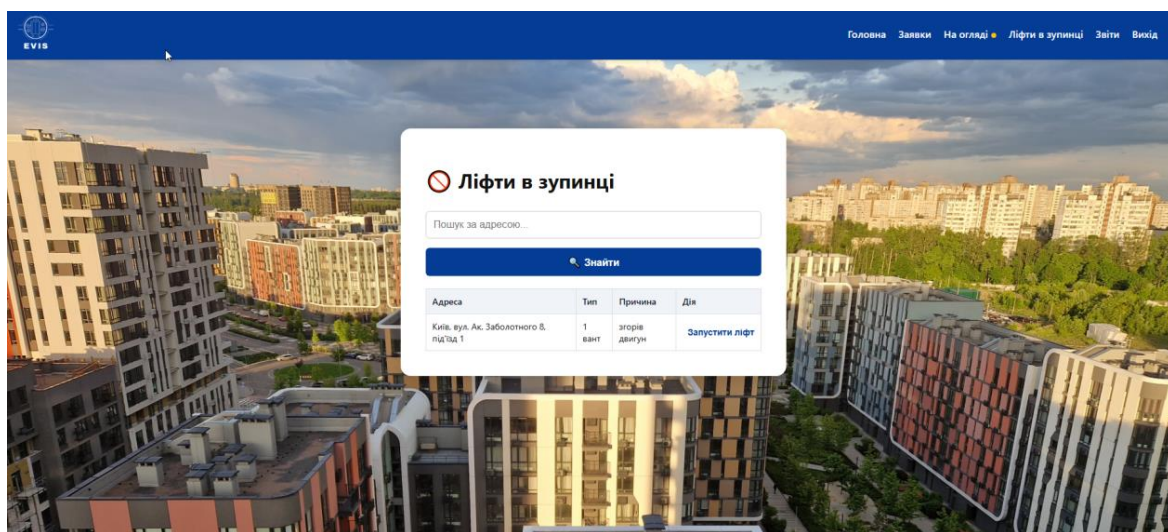 EVIS
Головна Заявки На огляді Ліфти в зупинці Звіти Вихід
Ліфти в зупинці
Пошук за адресою...
Знайти
Адреса Тип Причина Дія
Київ, вул. Ак. Заболотного 8, 1 згорів Запустити ліфт
під'їзд 1 вант двигун